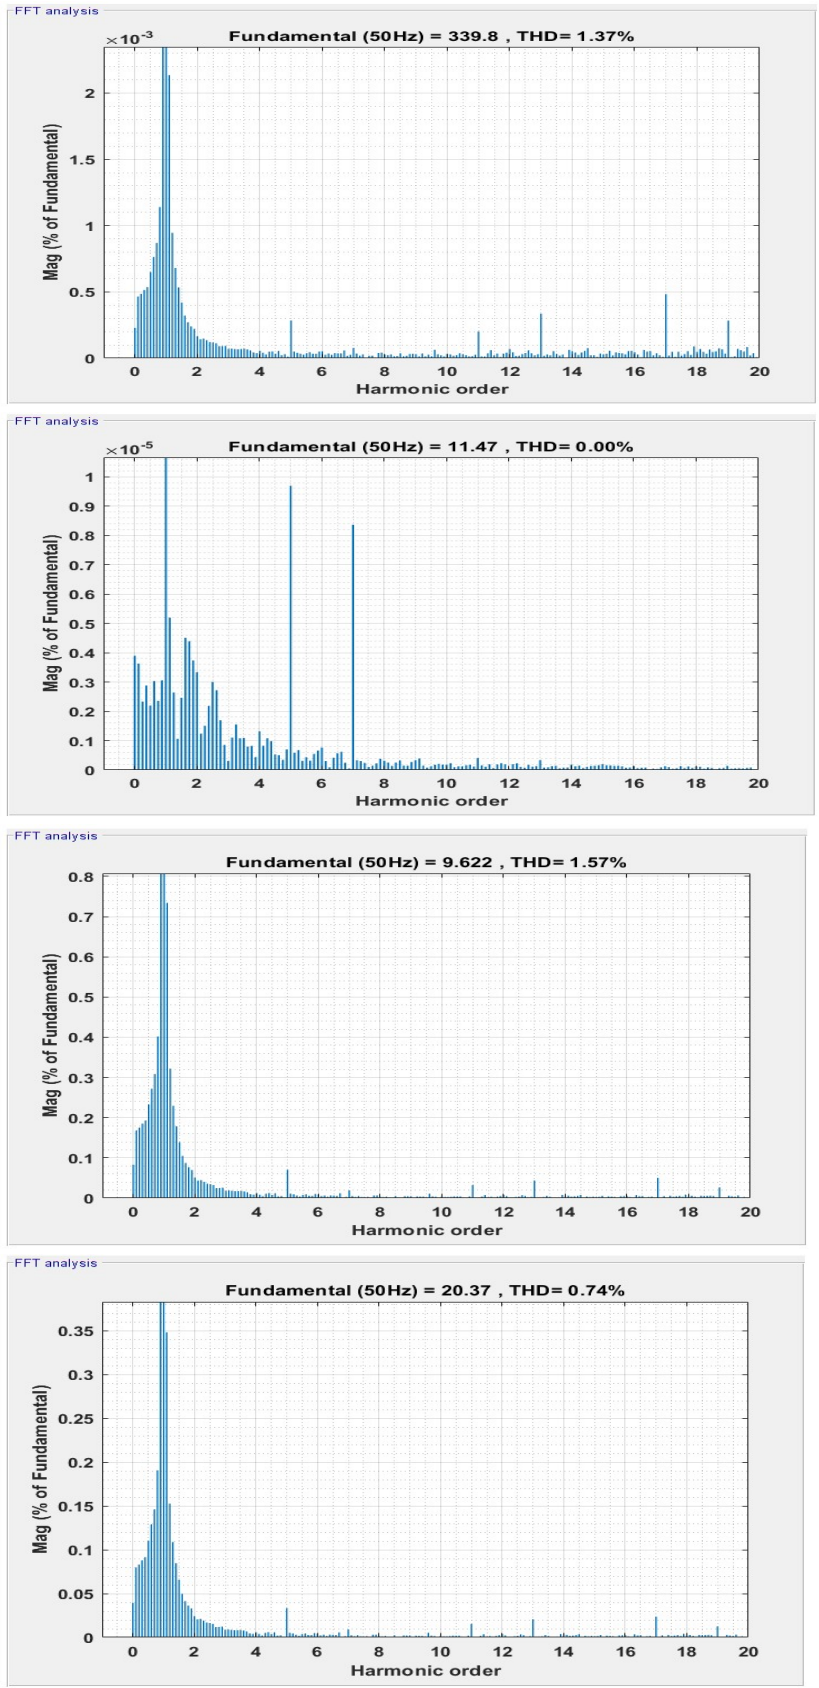 FFT analysis
×10-3
Fundamental (50Hz) = 339.8 , THD= 1.37%
Mag (% of Fundamental)
2
1.5
1
0.5
0
0 2 4 6 8 10 12 14 16 18 20
Harmonic order
FFT analysis
×10-5
Fundamental (50Hz) = 11.47 , THD= 0.00%
Mag (% of Fundamental)
1
0.9
0.8
0.7
0.6
0.5
0.4
0.3
0.2
0.1
0
0 2 4 6 8 10 12 14 16 18 20
Harmonic order
FFT analysis
Fundamental (50Hz) = 9.622 , THD= 1.57%
Mag (% of Fundamental)
0.8
0.7
0.6
0.5
0.4
0.3
0.2
0.1
0
0 2 4 6 8 10 12 14 16 18 20
Harmonic order
FFT analysis
Fundamental (50Hz) = 20.37 , THD= 0.74%
Mag (% of Fundamental)
0.35
0.3
0.25
0.2
0.15
0.1
0.05
0
0 2 4 6 8 10 12 14 16 18 20
Harmonic order